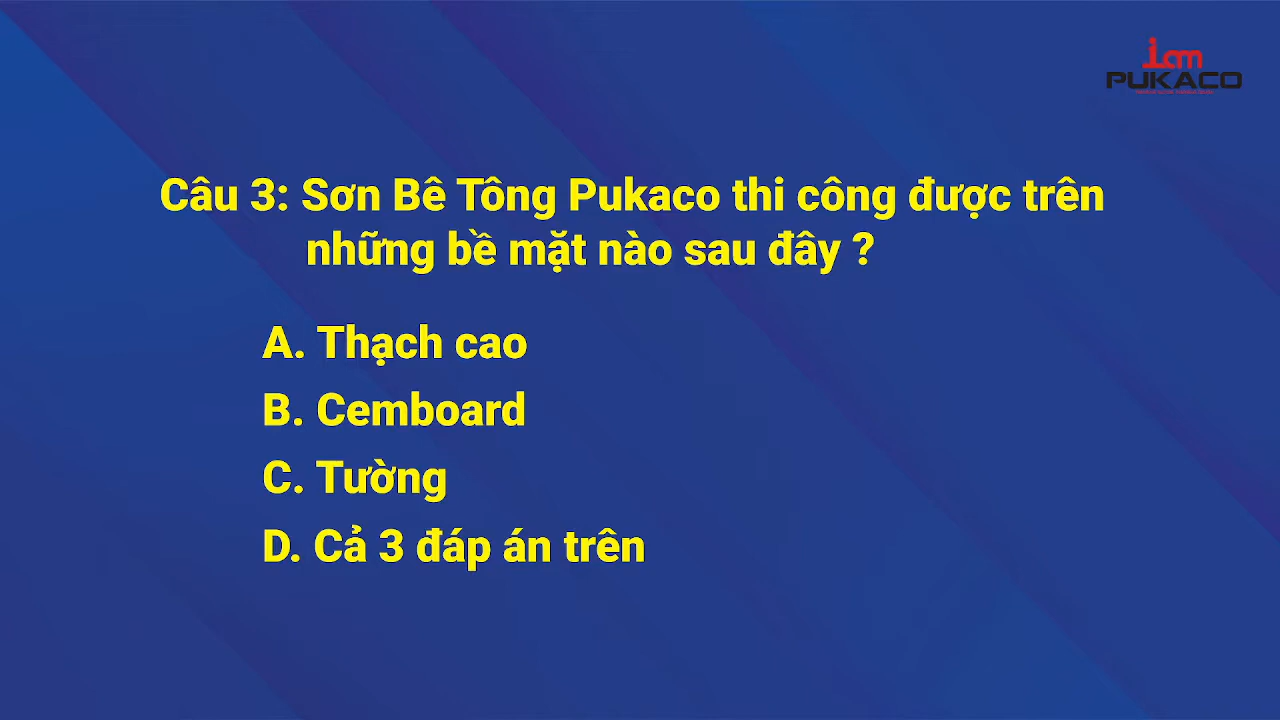 i.am
PUKACO
Câu 3: Sơn Bê Tông Pukaco thi công được trên
những bề mặt nào sau đây ?
A. Thạch cao
B. Cemboard
C. Tường
D. Cả 3 đáp án trên